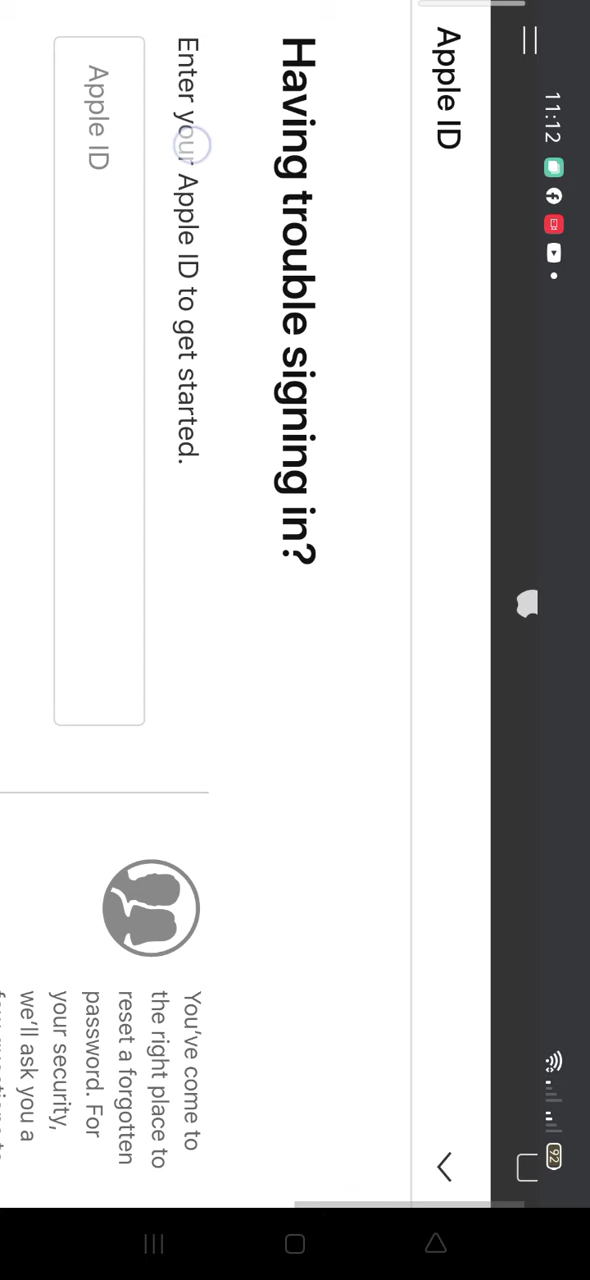 11:12
92
Apple ID
Having trouble signing in?
Enter your Apple ID to get started.
Apple ID
You've come to
the right place to
reset a forgotten
password. For
your security,
we'll ask you a